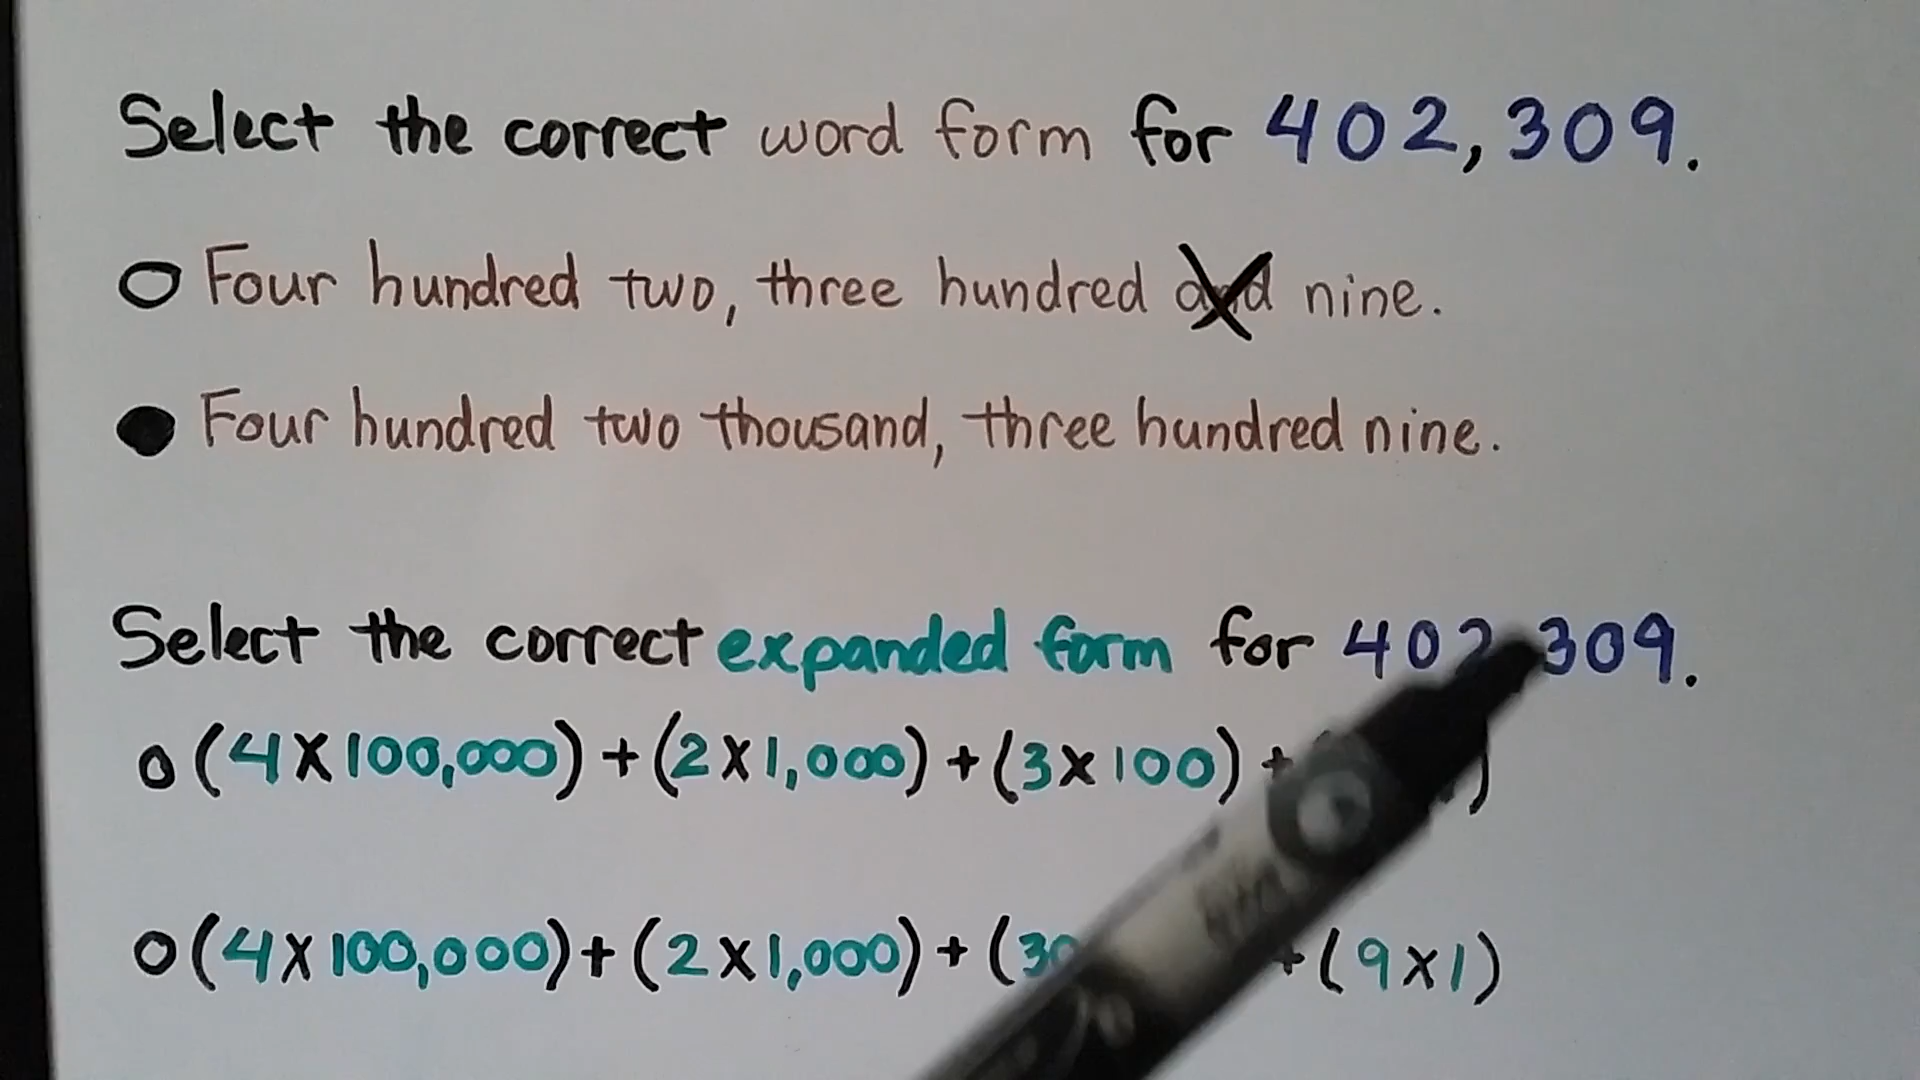 Select the correct word form for 402,309.
O Four hundred two, three hundred and nine.
Four hundred two thousand, three hundred nine.
Select the correct expanded form for 402,309.
O (4 X 100,000) + (2 X 1,000) + (3 X 100) + )
O (4 X 100,000) + (2 X 1,000) + (30 + (9 X 1)